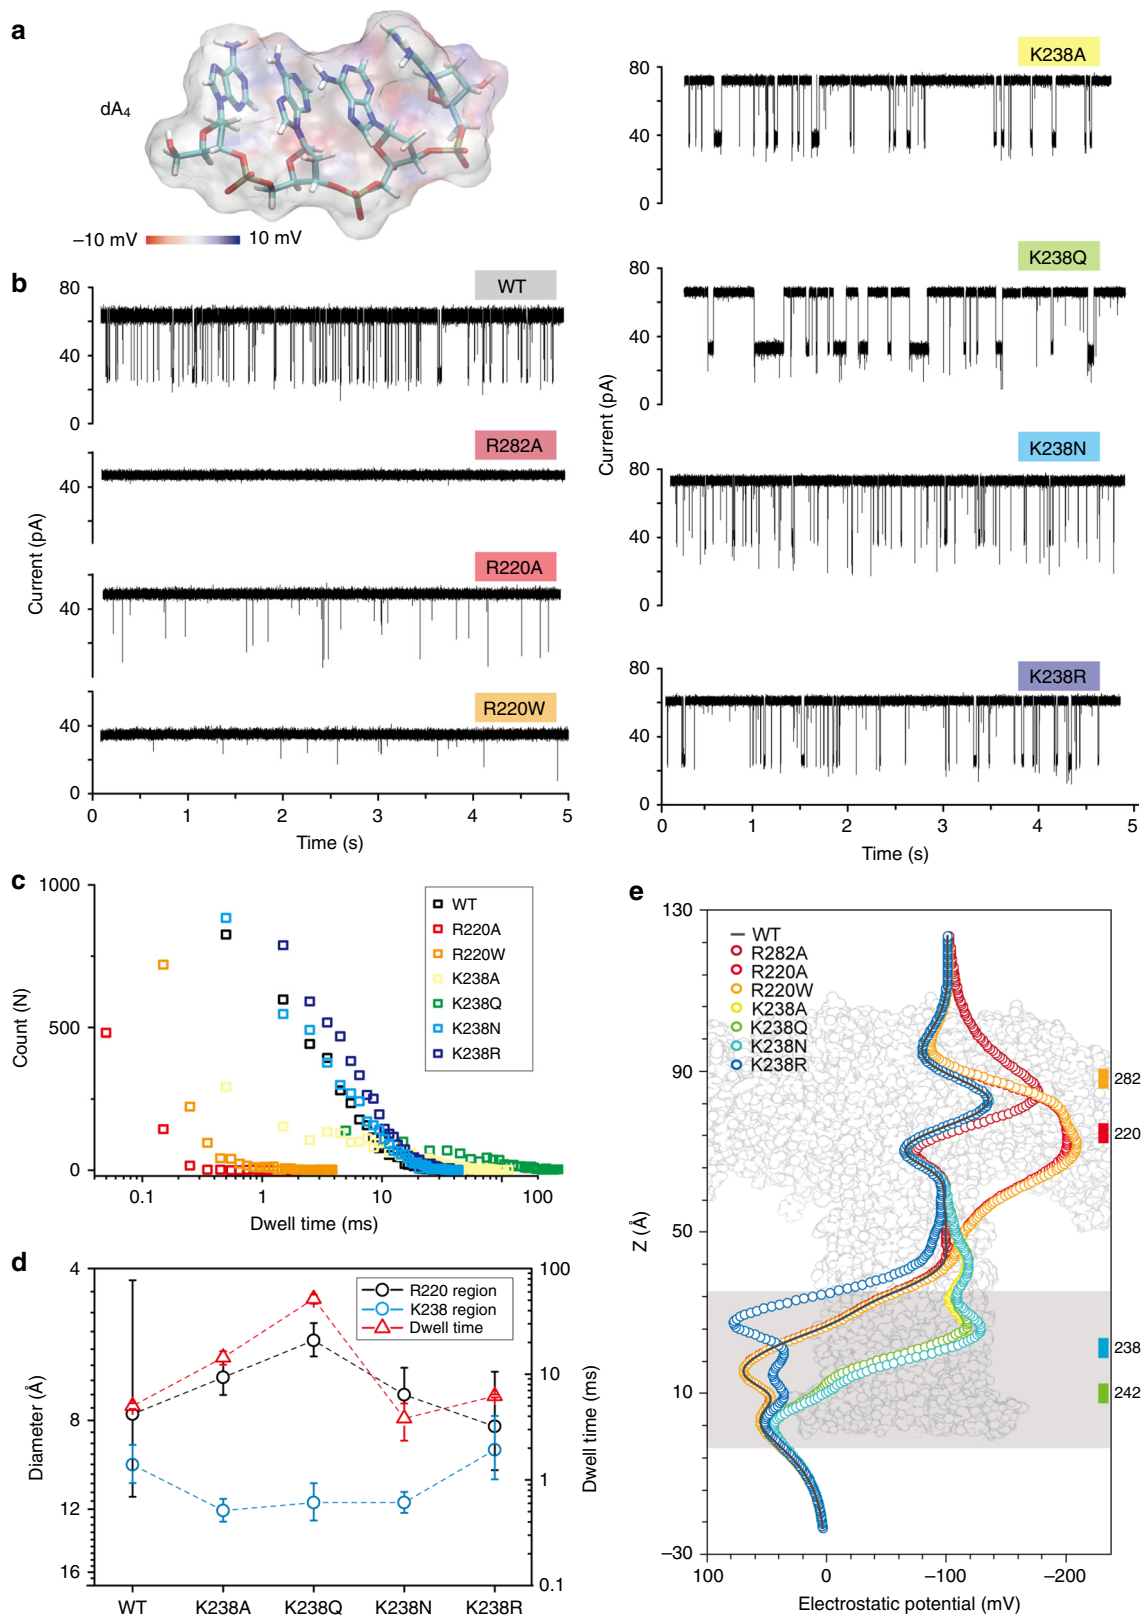 a
dA4
–10 mV 10 mV
b
WT
80
40
0
R282A
40
R220A
40
R220W
40
0
Current (pA)
0 1 2 3 4 5
Time (s)
K238A
80
40
0
K238Q
80
40
0
K238N
80
40
0
K238R
80
40
0
Current (pA)
0 1 2 3 4 5
Time (s)
c
1000
500
0
Count (N)
0.1 1 10 100
Dwell time (ms)
WT
R220A
R220W
K238A
K238Q
K238N
K238R
d
4
8
12
16
Diameter (Å)
100
10
1
0.1
Dwell time (ms)
R220 region
K238 region
Dwell time
WT K238A K238Q K238N K238R
e
130
90
50
10
–30
Z (Å)
WT
R282A
R220A
R220W
K238A
K238Q
K238N
K238R
282
220
238
242
100 0 –100 –200
Electrostatic potential (mV)